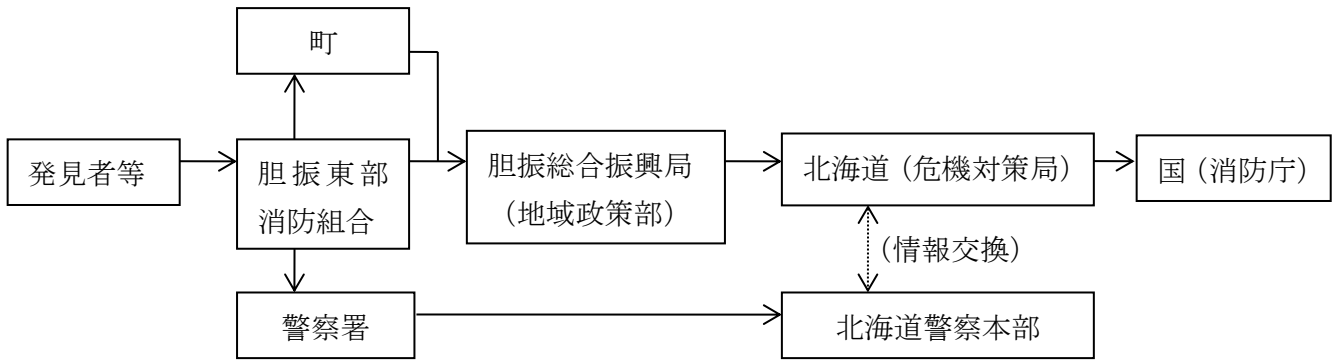 町
発見者等
胆振東部
消防組合
胆振総合振興局
（地域政策部）
北海道（危機対策局）
国（消防庁）
（情報交換）
警察署
北海道警察本部